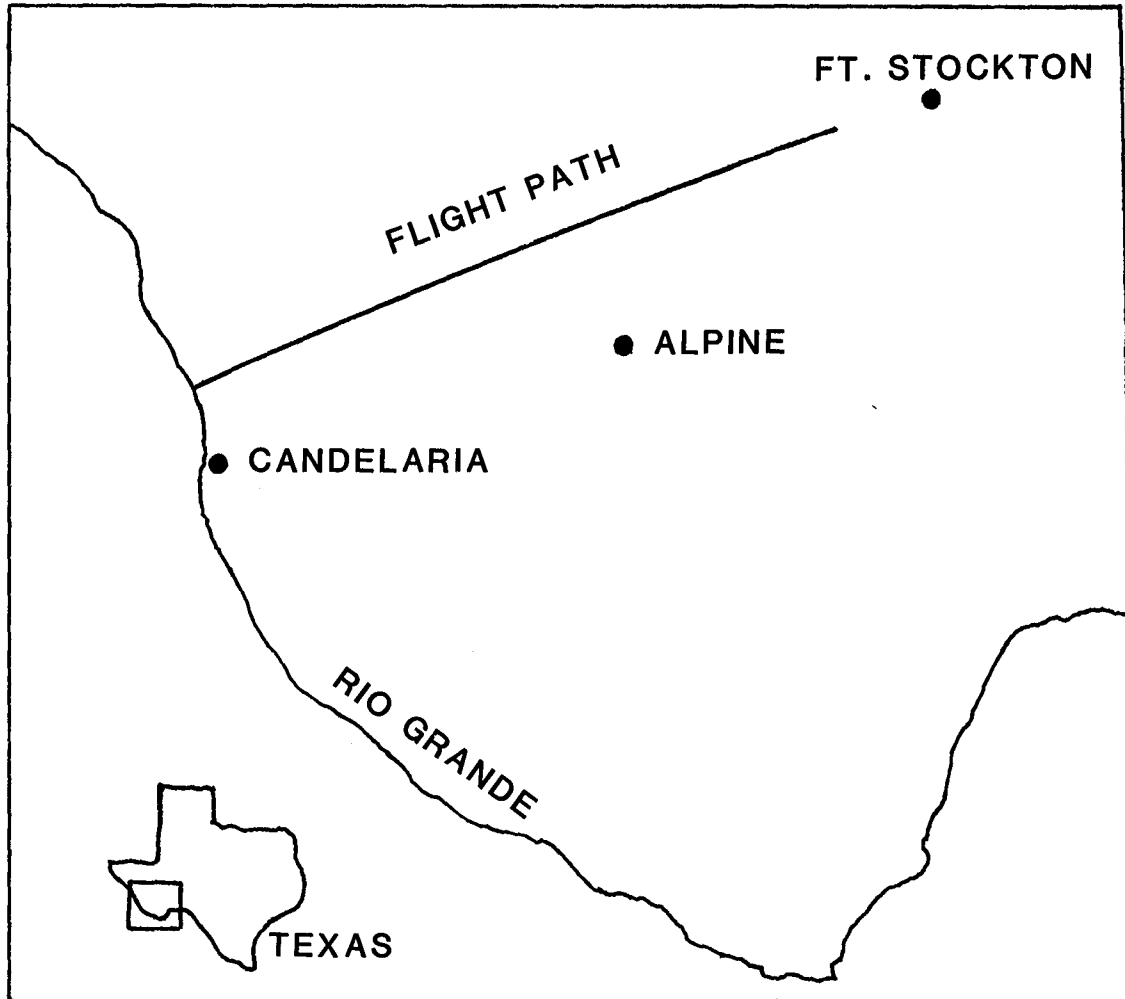 FT. STOCKTON
FLIGHT PATH
ALPINE
CANDELARIA
RIO GRANDE
TEXAS